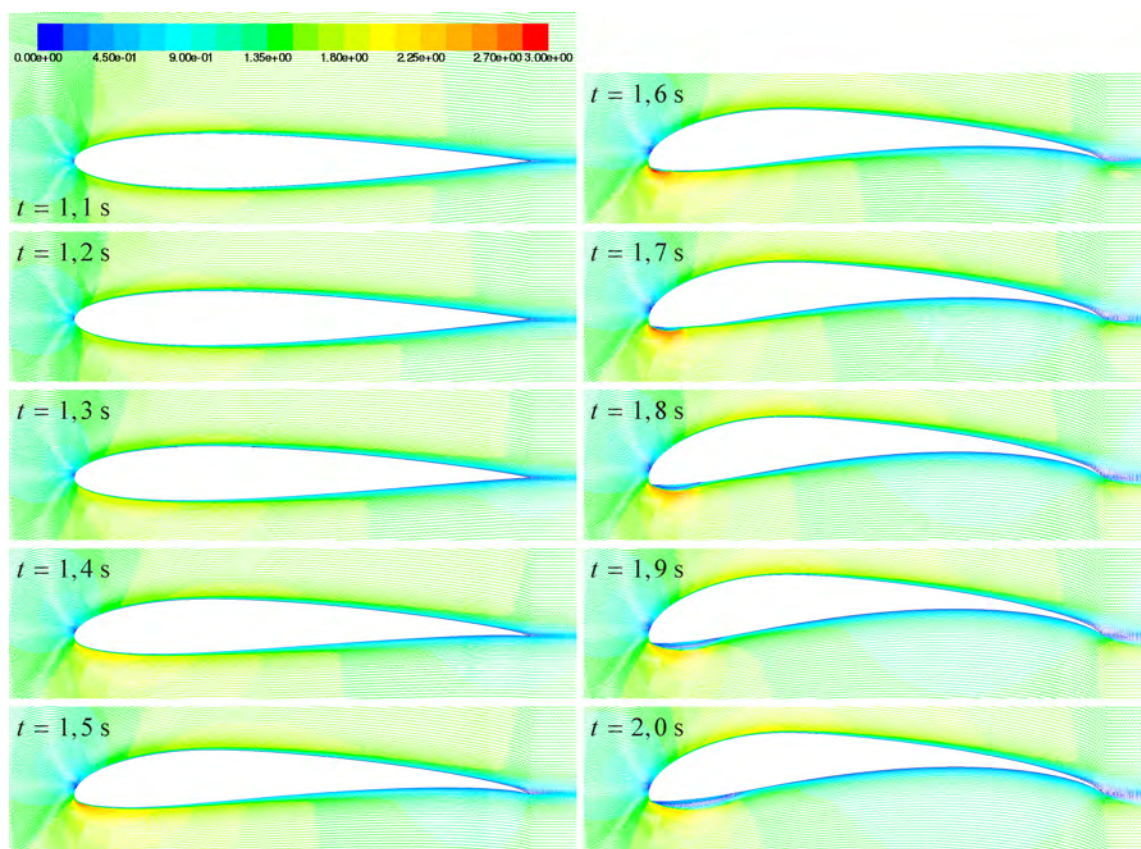 0.00e+00 4.50e-01 9.00e-01 1.35e+00 1.80e+00 2.25e+00 2.70e+00 3.00e+00
t = 1,1 s
t = 1,2 s
t = 1,3 s
t = 1,4 s
t = 1,5 s
t = 1,6 s
t = 1,7 s
t = 1,8 s
t = 1,9 s
t = 2,0 s